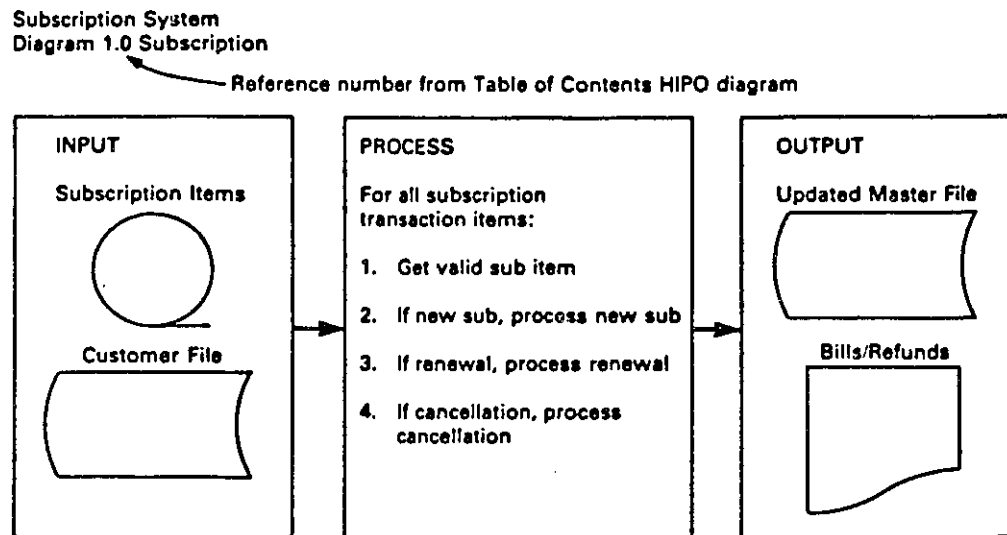 Subscription System
Diagram 1.0 Subscription
Reference number from Table of Contents HIPO diagram
INPUT
Subscription Items
Customer File
PROCESS
For all subscription
transaction items:
1. Get valid sub item
2. If new sub, process new sub
3. If renewal, process renewal
4. If cancellation, process
cancellation
OUTPUT
Updated Master File
Bills/Refunds